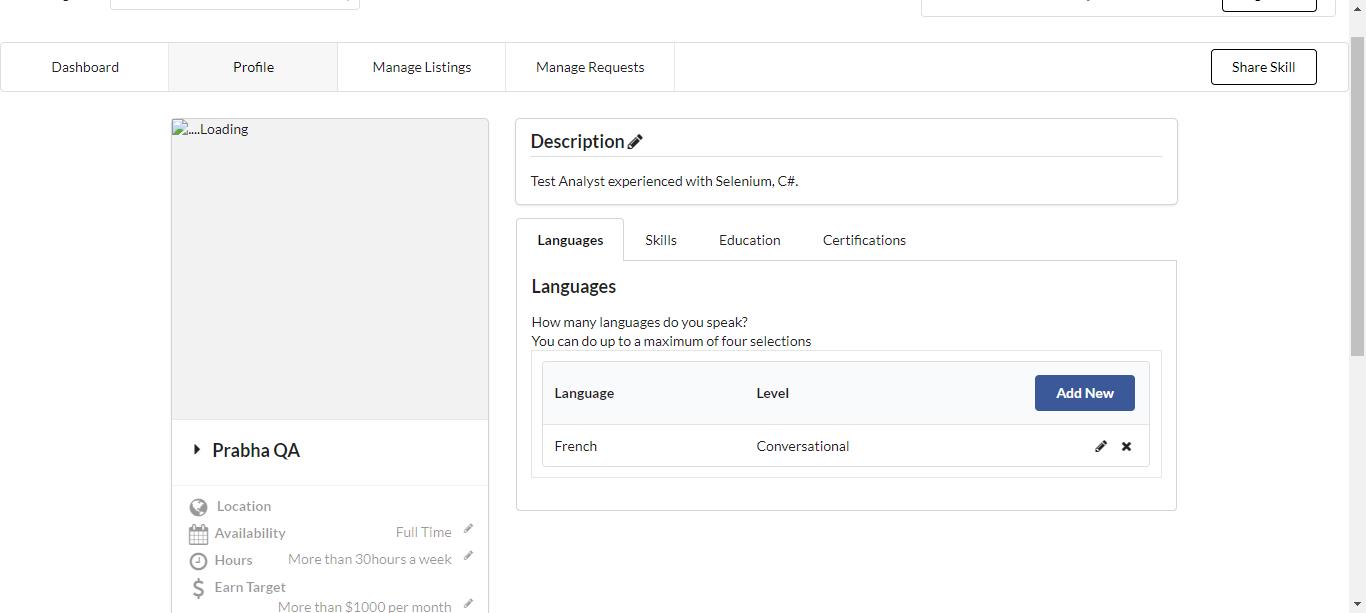 Dashboard
Profile
Manage Listings
Manage Requests
Share Skill
....Loading
Prabha QA
Location
Availability Full Time
Hours More than 30hours a week
Earn Target
More than $1000 per month
Description
Test Analyst experienced with Selenium, C#.
Languages Skills Education Certifications
Languages
How many languages do you speak?
You can do up to a maximum of four selections
Language Level Add New
French Conversational